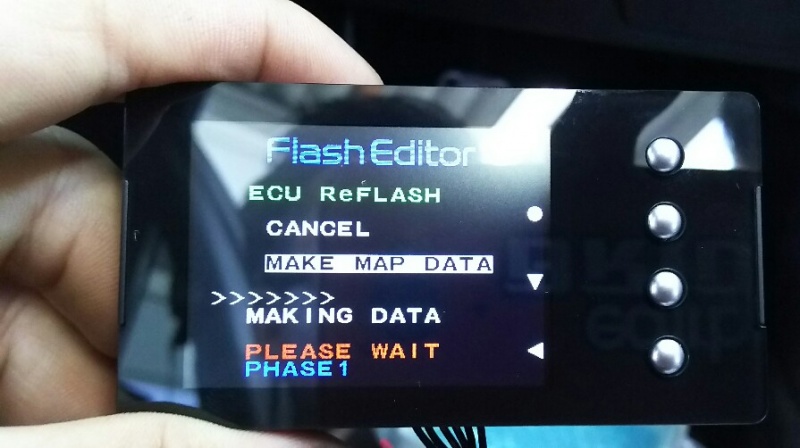 Flash Editor
ECU ReFLASH
CANCEL
MAKE MAP DATA
>>>>>>>
MAKING DATA
PLEASE WAIT
PHASE1